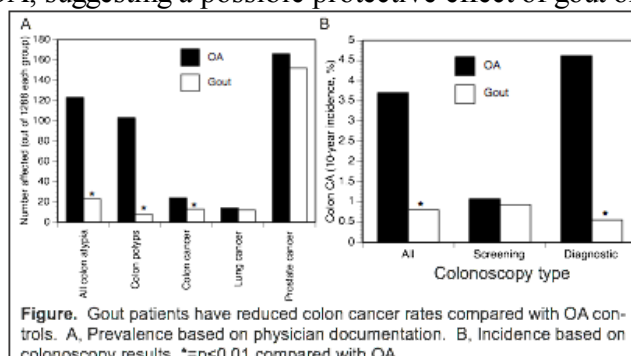 OA, suggesting a possible protective effect of gout on
A
B
180
160
140
120
100
80
60
40
20
0
Number affected (out of 1288 each group)
OA
Gout
*
*
*
All colon atypia
Colon polyps
Colon cancer
Lung cancer
Prostate cancer
5
4.5
4
3.5
3
2.5
2
1.5
1
0.5
0
Colon CA (10-year incidence, %)
OA
Gout
*
*
All
Screening
Diagnostic
Colonoscopy type
Figure. Gout patients have reduced colon cancer rates compared with OA con-
trols. A, Prevalence based on physician documentation. B, Incidence based on
colonoscopy results. *=p<0.01 compared with OA